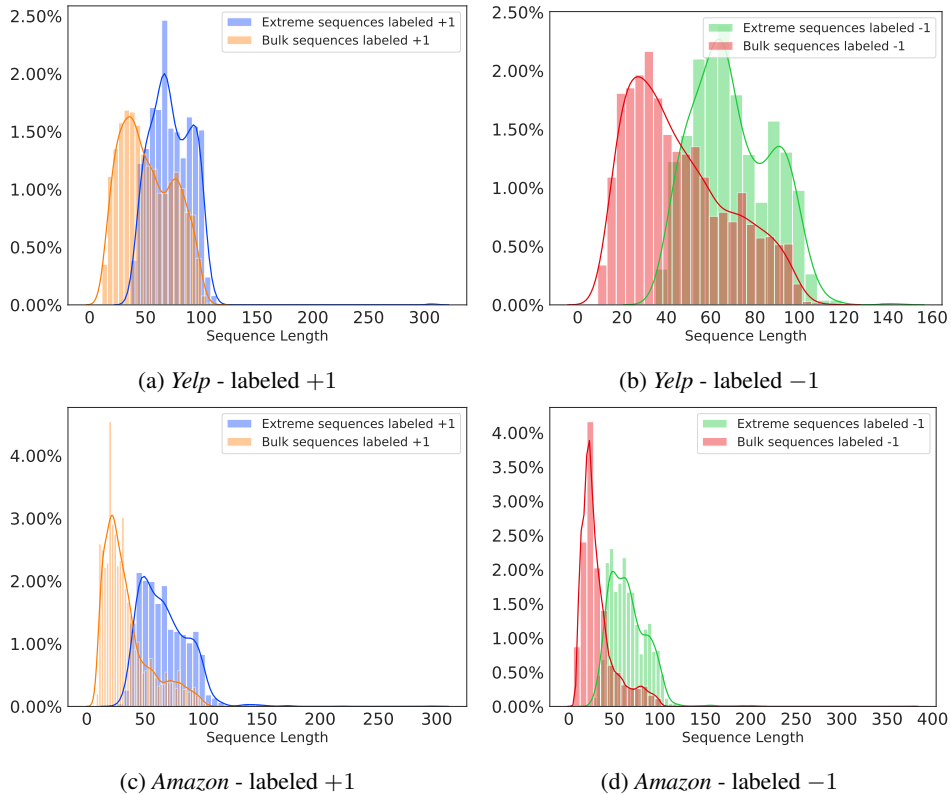 2.50%
2.00%
1.50%
1.00%
0.50%
0.00%
0 50 100 150 200 250 300
Sequence Length
Extreme sequences labeled +1
Bulk sequences labeled +1
(a) Yelp - labeled +1
2.50%
2.00%
1.50%
1.00%
0.50%
0.00%
0 20 40 60 80 100 120 140 160
Sequence Length
Extreme sequences labeled -1
Bulk sequences labeled -1
(b) Yelp - labeled −1
4.00%
3.00%
2.00%
1.00%
0.00%
0 50 100 150 200 250 300
Sequence Length
Extreme sequences labeled +1
Bulk sequences labeled +1
(c) Amazon - labeled +1
4.00%
3.50%
3.00%
2.50%
2.00%
1.50%
1.00%
0.50%
0.00%
0 50 100 150 200 250 300 350 400
Sequence Length
Extreme sequences labeled -1
Bulk sequences labeled -1
(d) Amazon - labeled −1